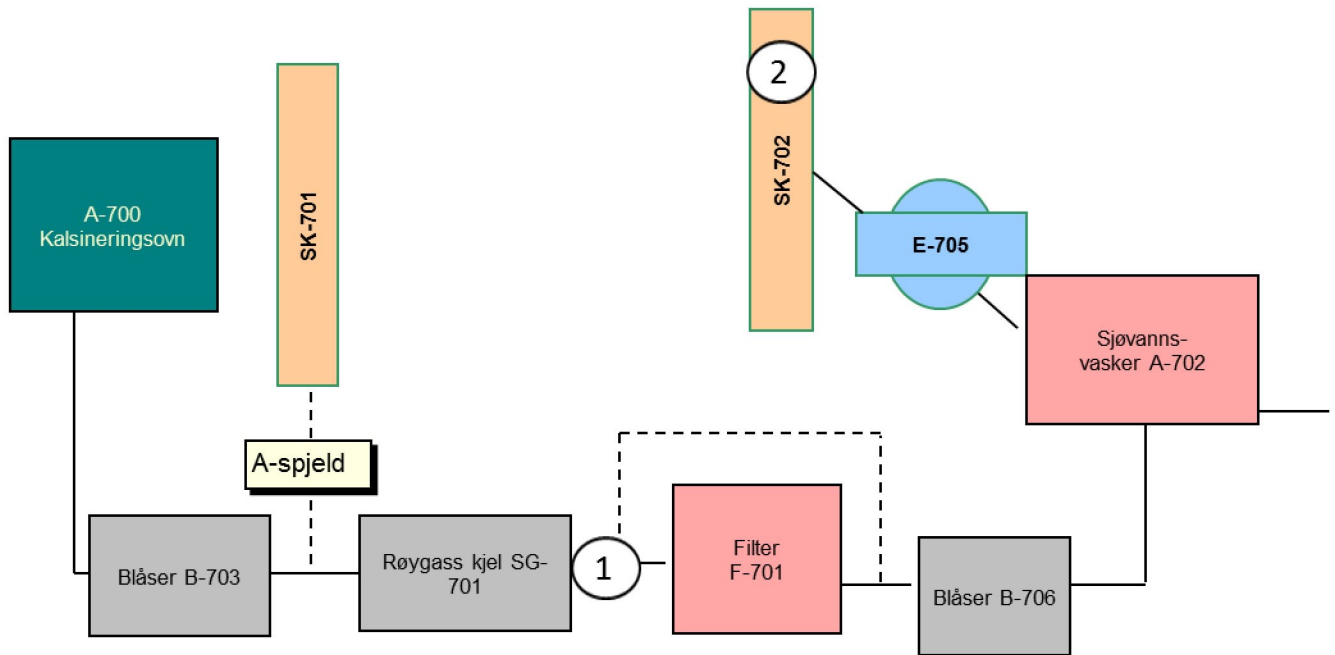 2
SK-702
A-700
Kalsineringsovn
SK-701
E-705
Sjøvanns-
vasker A-702
A-spjeld
Blåser B-703
Røygass kjel SG-
701
1
Filter
F-701
Blåser B-706